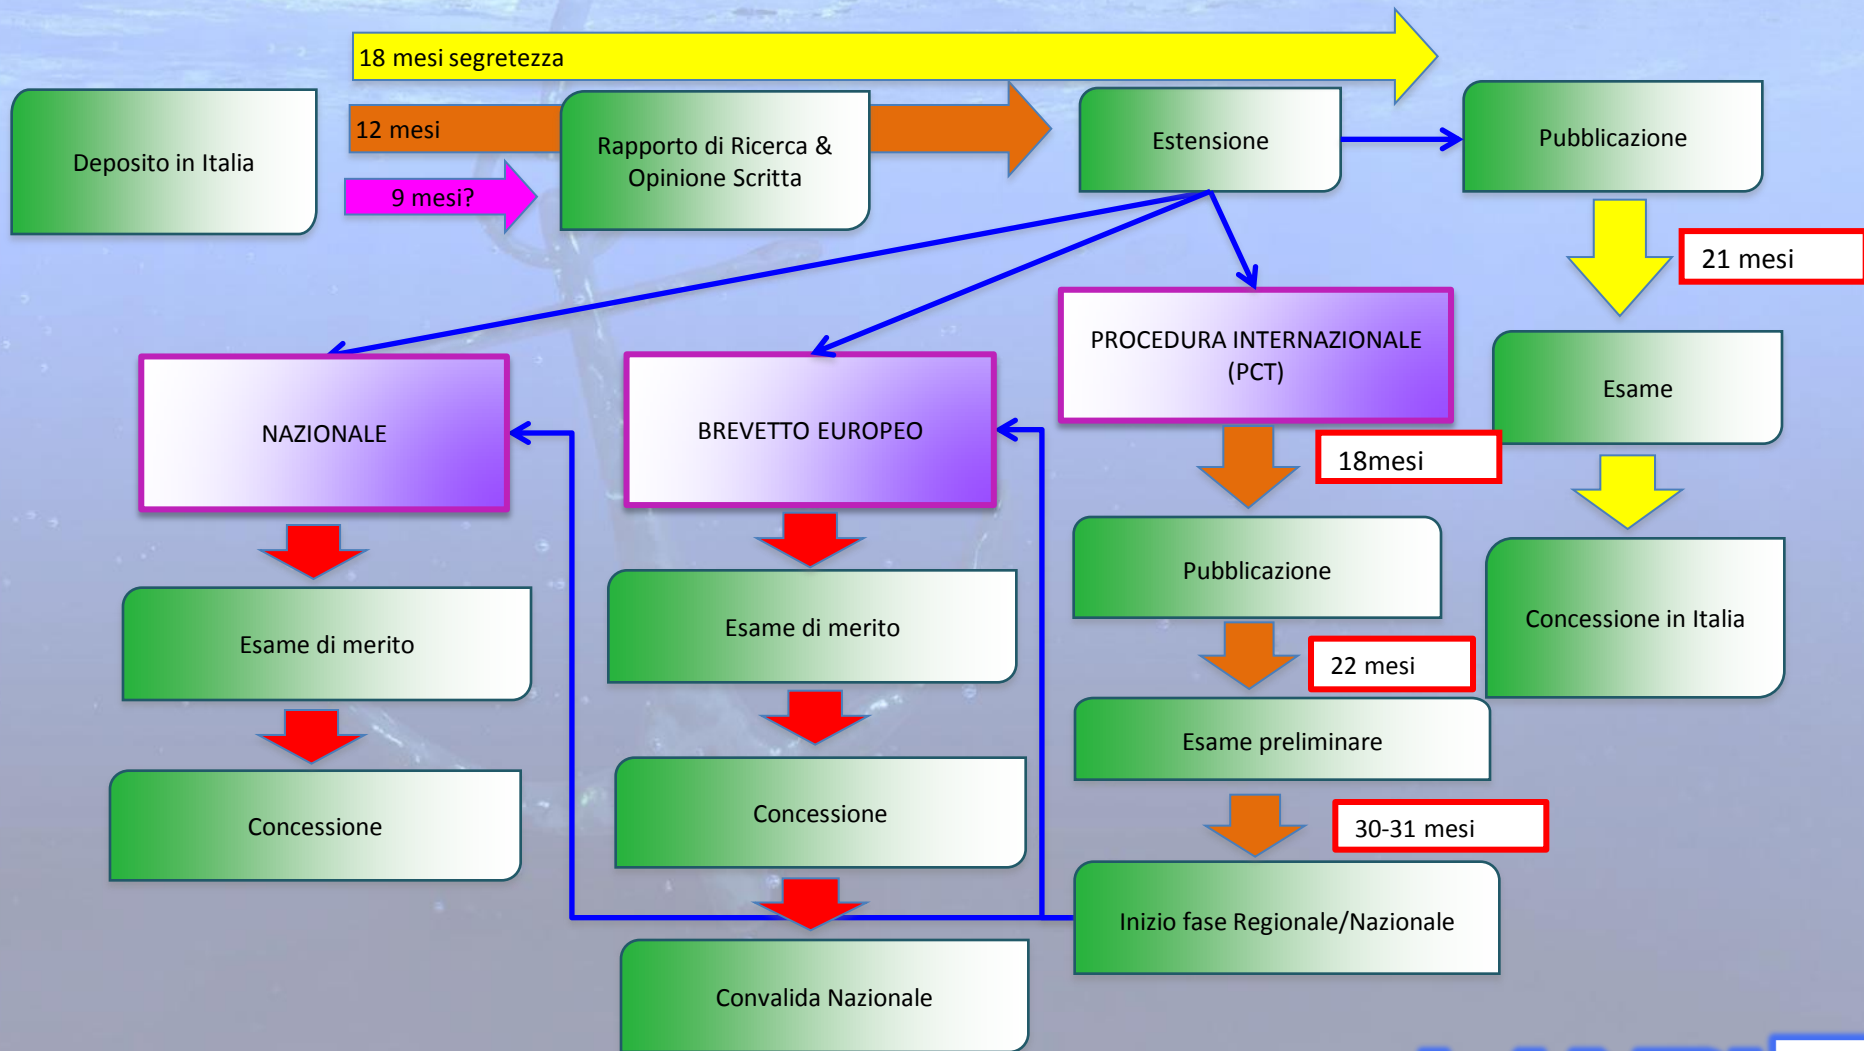 18 mesi segretezza
Deposito in Italia
12 mesi
9 mesi?
Rapporto di Ricerca &
Opinione Scritta
Estensione
Pubblicazione
21 mesi
NAZIONALE
BREVETTO EUROPEO
PROCEDURA INTERNAZIONALE
(PCT)
Esame
18mesi
Pubblicazione
Concessione in Italia
22 mesi
Esame di merito
Esame di merito
Esame preliminare
30-31 mesi
Concessione
Concessione
Inizio fase Regionale/Nazionale
Convalida Nazionale